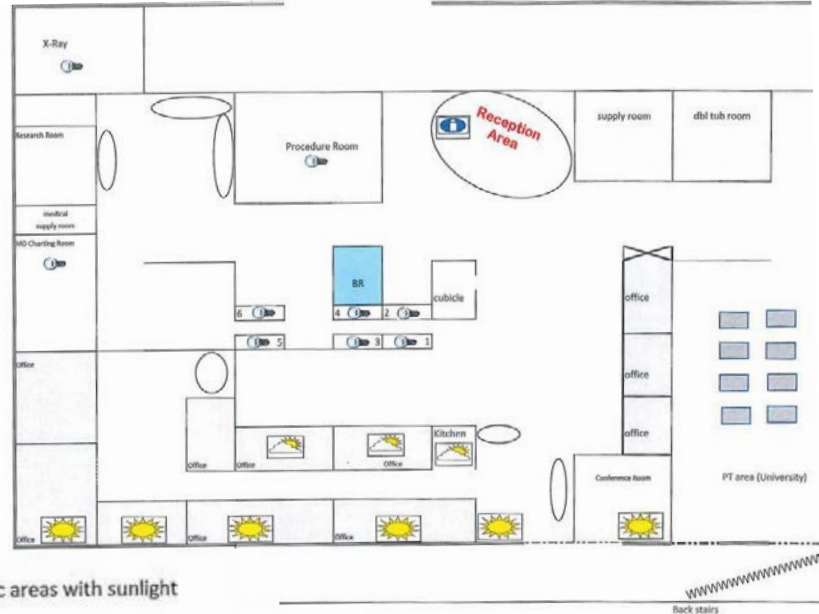 X-Ray
Reception
Area
supply room
dbl tub room
Research Room
Procedure Room
medical
supply room
MD Charting Room
BR
cubicle
office
6
4
2
5
3
1
Office
office
Kitchen
office
Office
Office
Office
Conference Room
PT area (University)
Office
Office
Office
c areas with sunlight
Back stairs